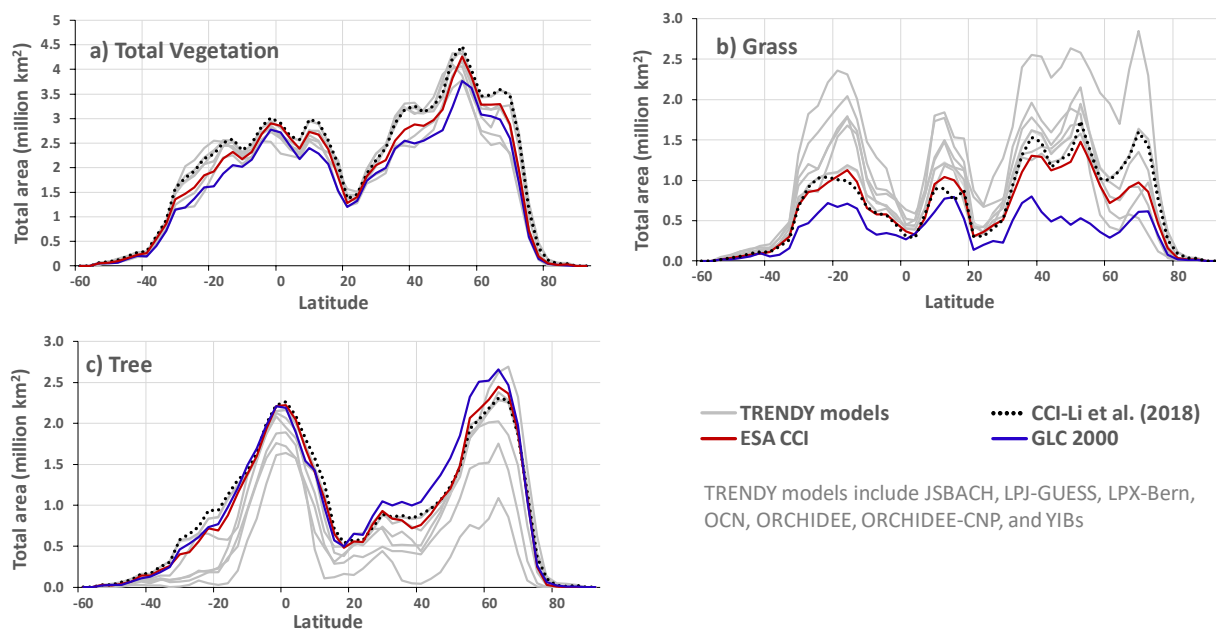 a) Total Vegetation
Total area (million km²)
5
4.5
4
3.5
3
2.5
2
1.5
1
0.5
0
-60 -40 -20 0 20 40 60 80
Latitude
b) Grass
Total area (million km²)
3.0
2.5
2.0
1.5
1.0
0.5
0.0
-60 -40 -20 0 20 40 60 80
Latitude
c) Tree
Total area (million km²)
3.0
2.5
2.0
1.5
1.0
0.5
0.0
-60 -40 -20 0 20 40 60 80
Latitude
TRENDY models CCI-Li et al. (2018)
ESA CCI GLC 2000
TRENDY models include JSBACH, LPJ-GUESS, LPX-Bern,
OCN, ORCHIDEE, ORCHIDEE-CNP, and YIBs